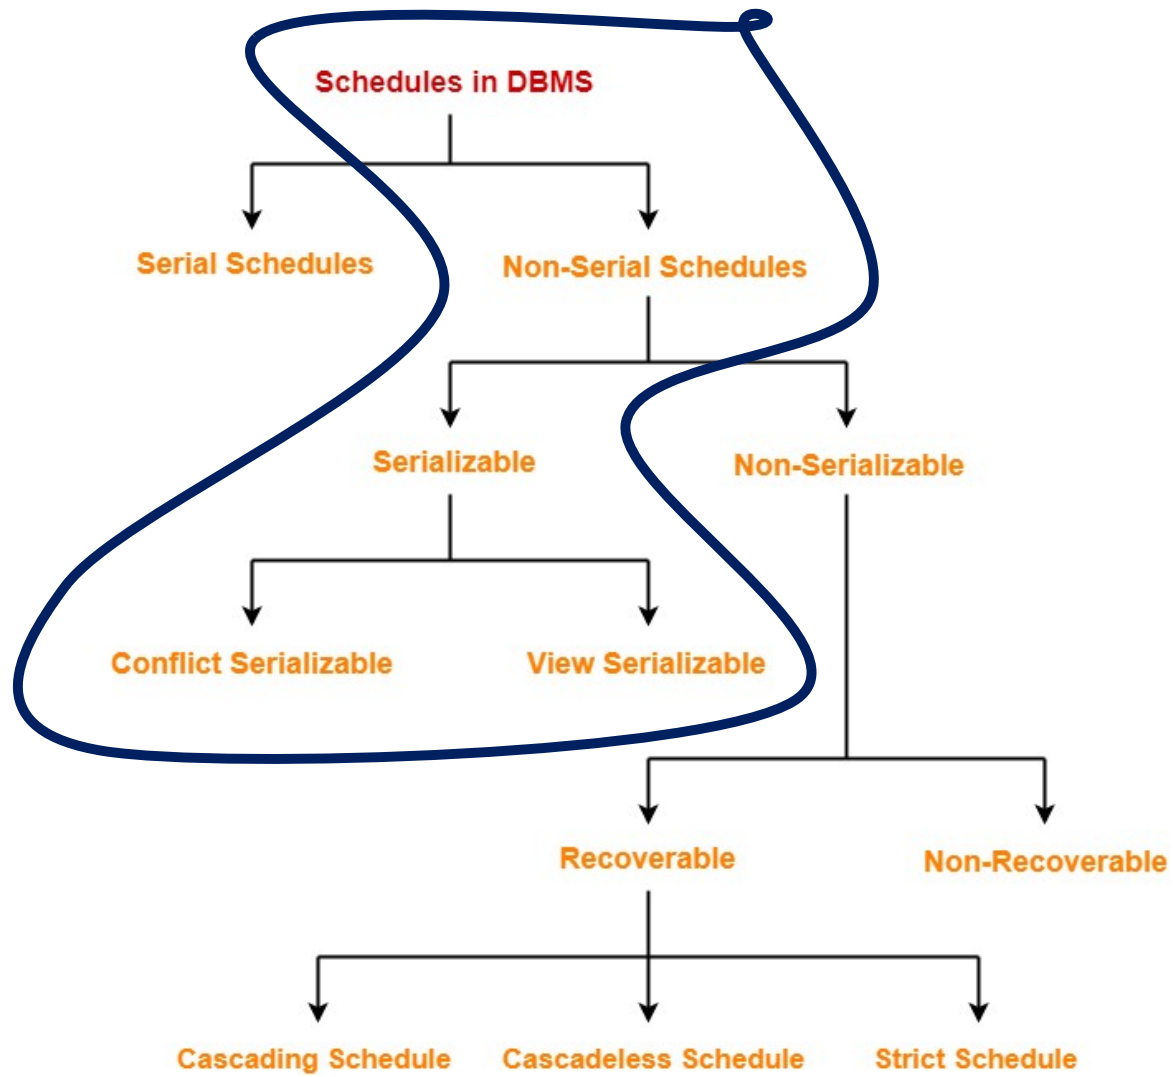 Schedules in DBMS
Serial Schedules
Non-Serial Schedules
Serializable
Non-Serializable
Conflict Serializable
View Serializable
Recoverable
Non-Recoverable
Cascading Schedule
Cascadeless Schedule
Strict Schedule